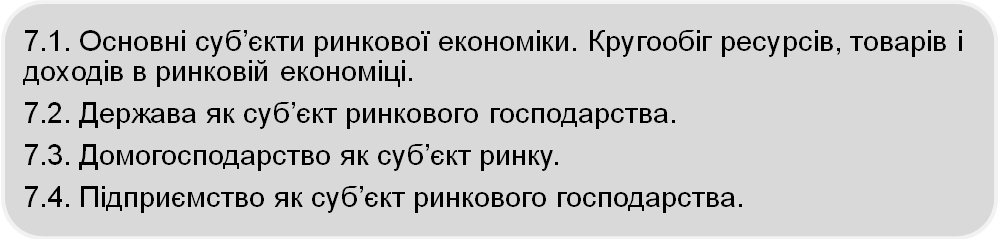 7.1. Основні суб’єкти ринкової економіки. Кругообіг ресурсів, товарів і
доходів в ринковій економіці.
7.2. Держава як суб’єкт ринкового господарства.
7.3. Домогосподарство як суб’єкт ринку.
7.4. Підприємство як суб’єкт ринкового господарства.